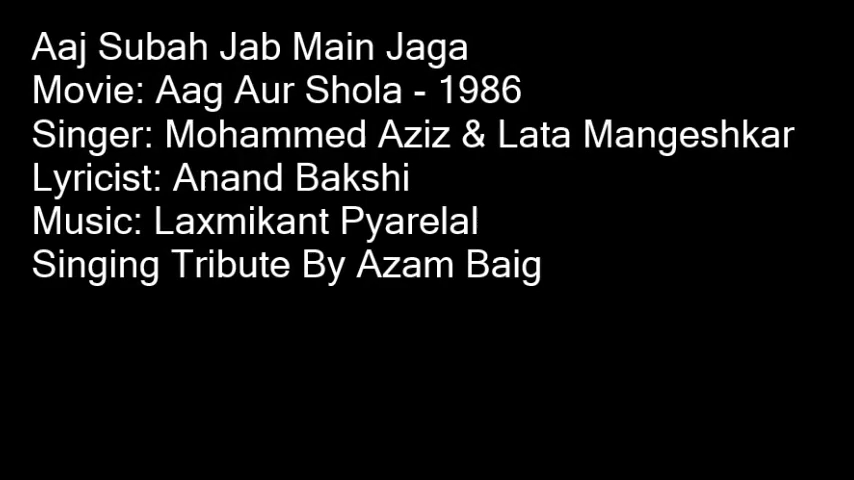 Aaj Subah Jab Main Jaga
Movie: Aag Aur Shola - 1986
Singer: Mohammed Aziz & Lata Mangeshkar
Lyricist: Anand Bakshi
Music: Laxmikant Pyarelal
Singing Tribute By Azam Baig